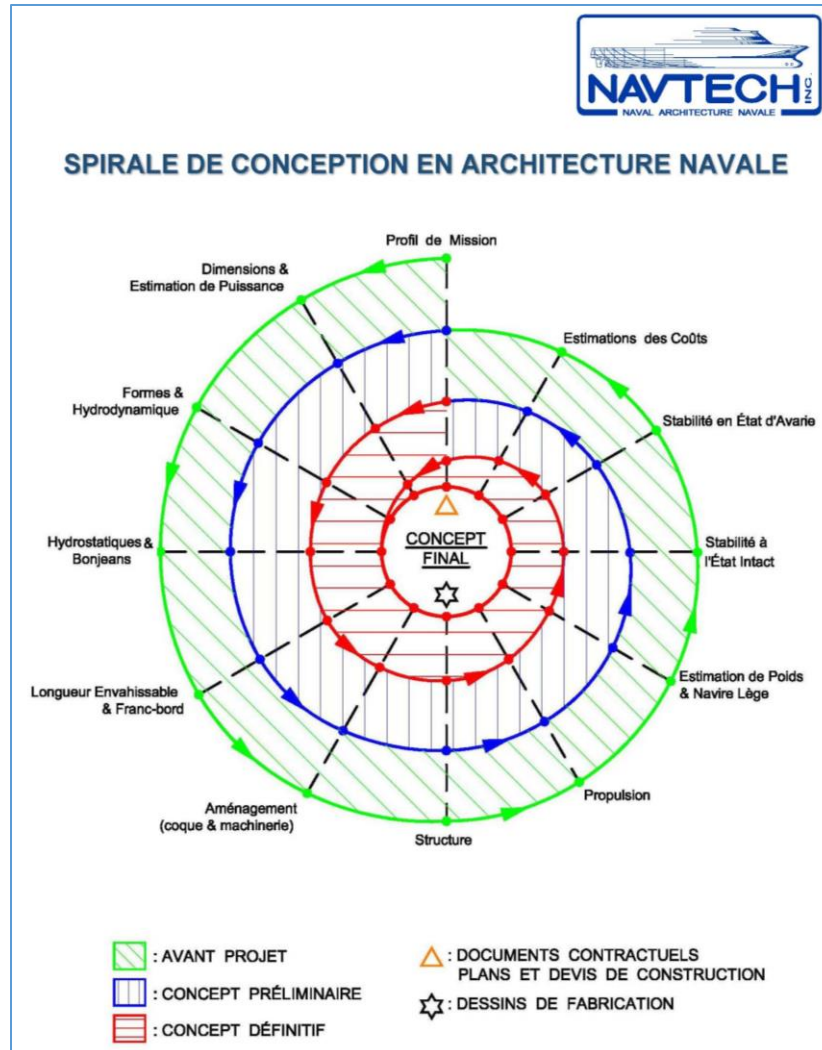 NAVTECH INC.
NAVAL ARCHITECTURE NAVALE
SPIRALE DE CONCEPTION EN ARCHITECTURE NAVALE
Profil de Mission
Dimensions &
Estimation de Puissance
Formes &
Hydrodynamique
Hydrostatiques &
Bonjeans
Longueur Envahissable
& Franc-bord
Aménagement
(coque & machinerie)
Structure
Propulsion
Estimation de Poids
& Navire Lège
Stabilité à
l'État Intact
Stabilité en État d'Avarie
Estimations des Coûts
CONCEPT
FINAL
: AVANT PROJET
: CONCEPT PRÉLIMINAIRE
: CONCEPT DÉFINITIF
: DOCUMENTS CONTRACTUELS
PLANS ET DEVIS DE CONSTRUCTION
: DESSINS DE FABRICATION